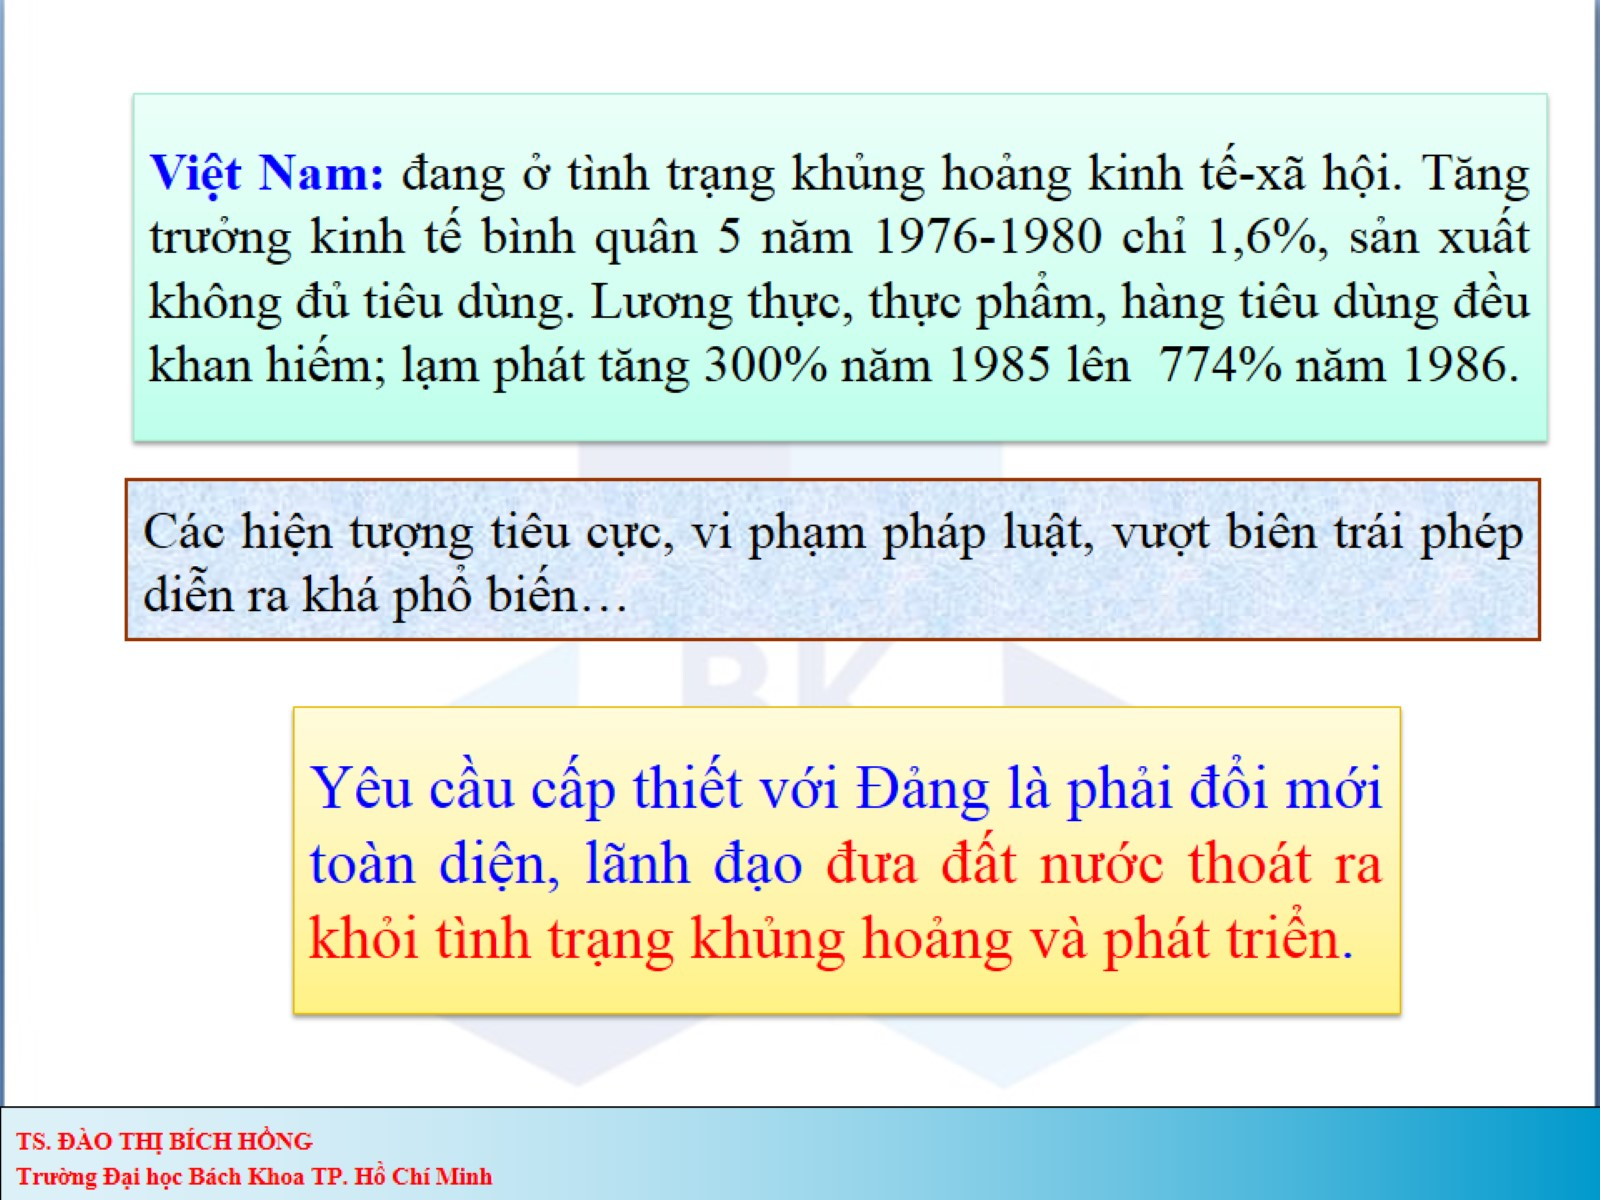 Việt Nam: đang ở tình trạng khủng hoảng kinh tế-xã hội. Tăng
trưởng kinh tế bình quân 5 năm 1976-1980 chỉ 1,6%, sản xuất
không đủ tiêu dùng. Lương thực, thực phẩm, hàng tiêu dùng đều
khan hiếm; lạm phát tăng 300% năm 1985 lên 774% năm 1986.
Các hiện tượng tiêu cực, vi phạm pháp luật, vượt biên trái phép
diễn ra khá phổ biến…
BK
Yêu cầu cấp thiết với Đảng là phải đổi mới
toàn diện, lãnh đạo đưa đất nước thoát ra
khỏi tình trạng khủng hoảng và phát triển.
TS. ĐÀO THỊ BÍCH HỒNG
Trường Đại học Bách Khoa TP. Hồ Chí Minh